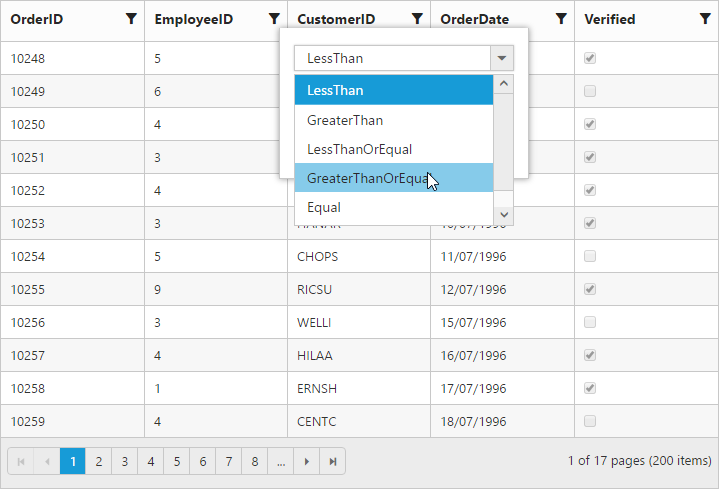 OrderID EmployeeID CustomerID OrderDate Verified
LessThan
LessThan
GreaterThan
LessThanOrEqual
GreaterThanOrEqual
Equal
10248 5
10249 6
10250 4
10251 3
10252 4
10253 3
10254 5 CHOPS 11/07/1996
10255 9 RICSU 12/07/1996
10256 3 WELLI 15/07/1996
10257 4 HILAA 16/07/1996
10258 1 ERNSH 17/07/1996
10259 4 CENTC 18/07/1996
1 2 3 4 5 6 7 8 ... 1 of 17 pages (200 items)